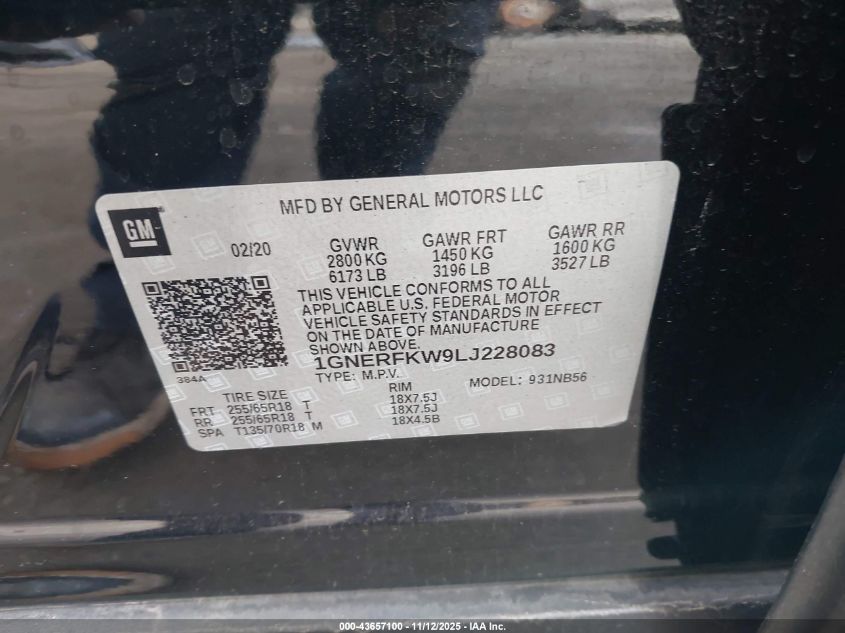 MFD BY GENERAL MOTORS LLC
GM
02/20 GVWR GAWR FRT GAWR RR
2800 KG 1450 KG 1600 KG
6173 LB 3196 LB 3527 LB
THIS VEHICLE CONFORMS TO ALL
APPLICABLE U.S. FEDERAL MOTOR
VEHICLE SAFETY STANDARDS IN EFFECT
ON THE DATE OF MANUFACTURE
SHOWN ABOVE.
1GNERFKW9LJ228083
384A TYPE: M.P.V. MODEL: 931NB56
TIRE SIZE RIM
FRT 255/65R18 T 18X7.5J
RR 255/65R18 T 18X7.5J
SPA T135/70R18 M 18X4.5B
000-43657100 - 11/12/2025 - IAA Inc.